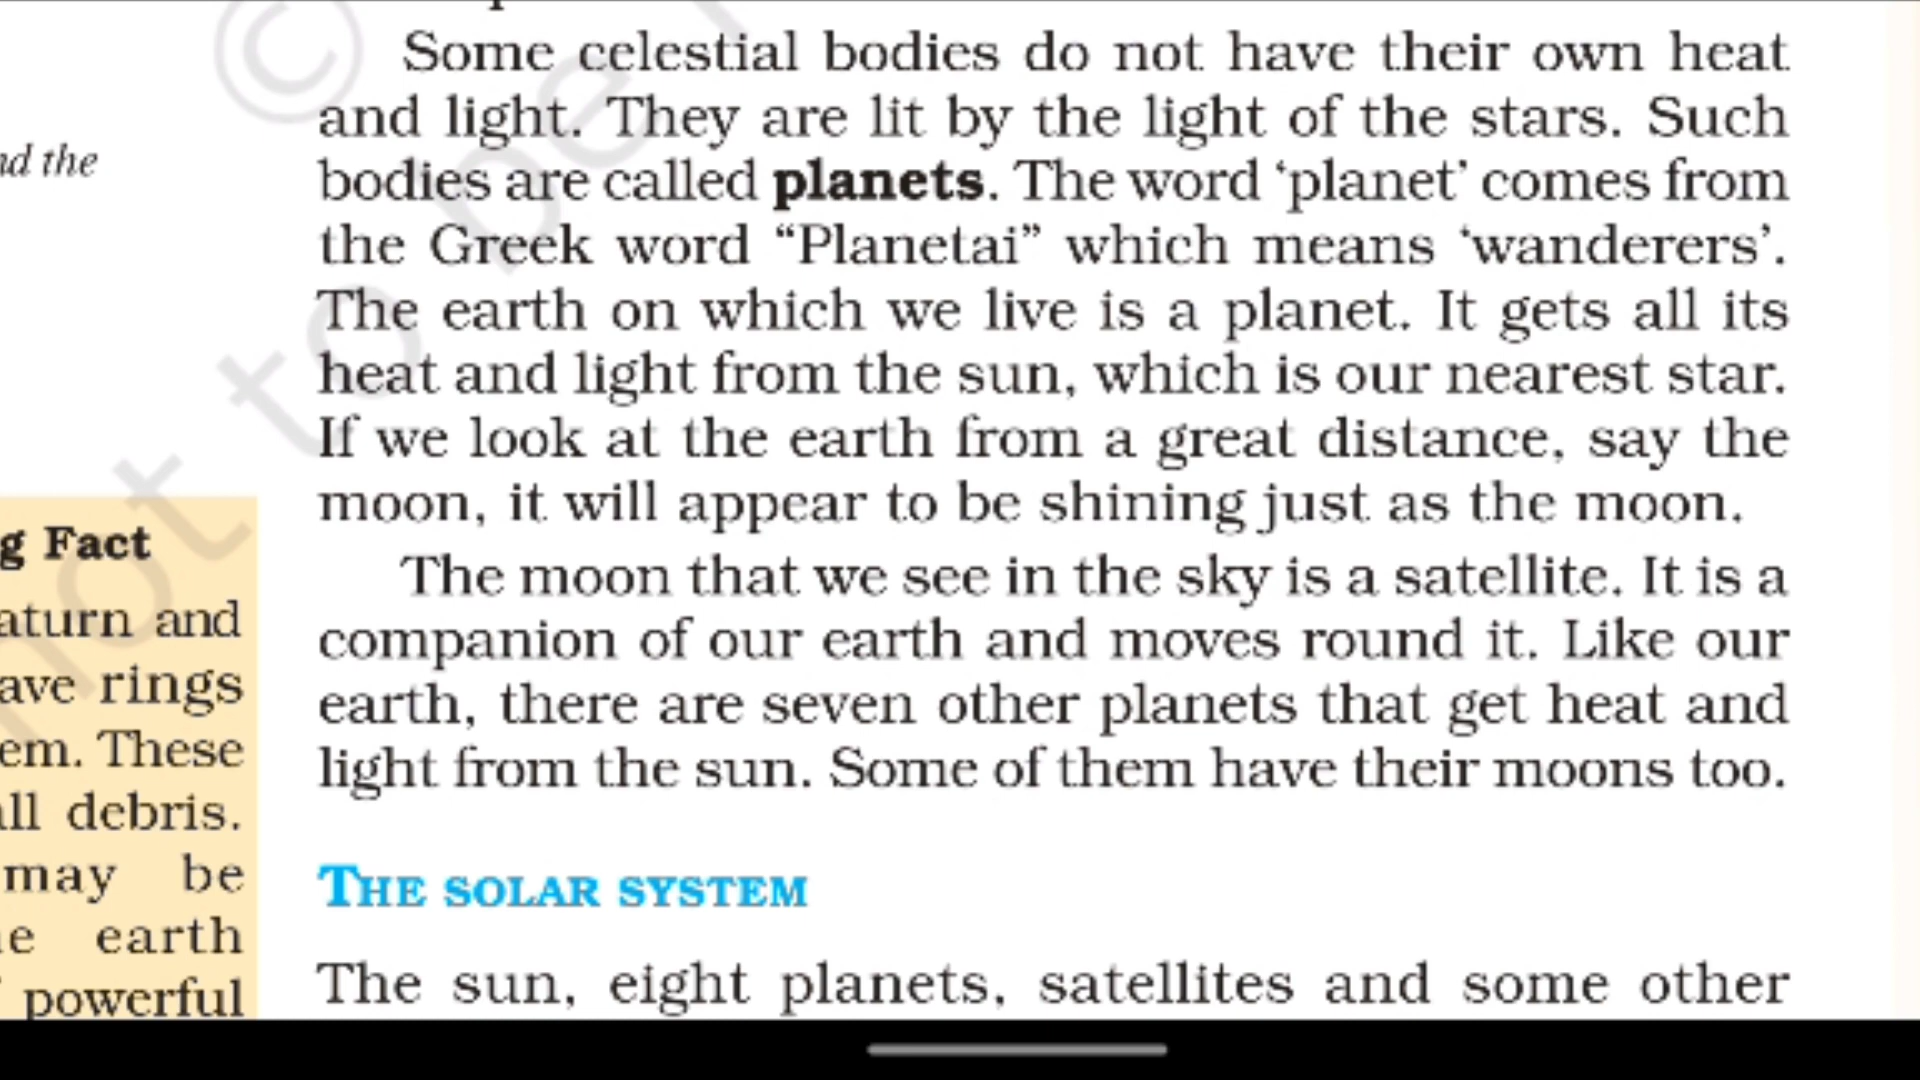 Some celestial bodies do not have their own heat
and light. They are lit by the light of the stars. Such
bodies are called planets. The word ‘planet’ comes from
the Greek word “Planetai” which means ‘wanderers’.
The earth on which we live is a planet. It gets all its
heat and light from the sun, which is our nearest star.
If we look at the earth from a great distance, say the
moon, it will appear to be shining just as the moon.
The moon that we see in the sky is a satellite. It is a
companion of our earth and moves round it. Like our
earth, there are seven other planets that get heat and
light from the sun. Some of them have their moons too.
THE SOLAR SYSTEM
The sun, eight planets, satellites and some other
the
Fact
and
rings
These
debris.
may be
earth
powerful
© not to be